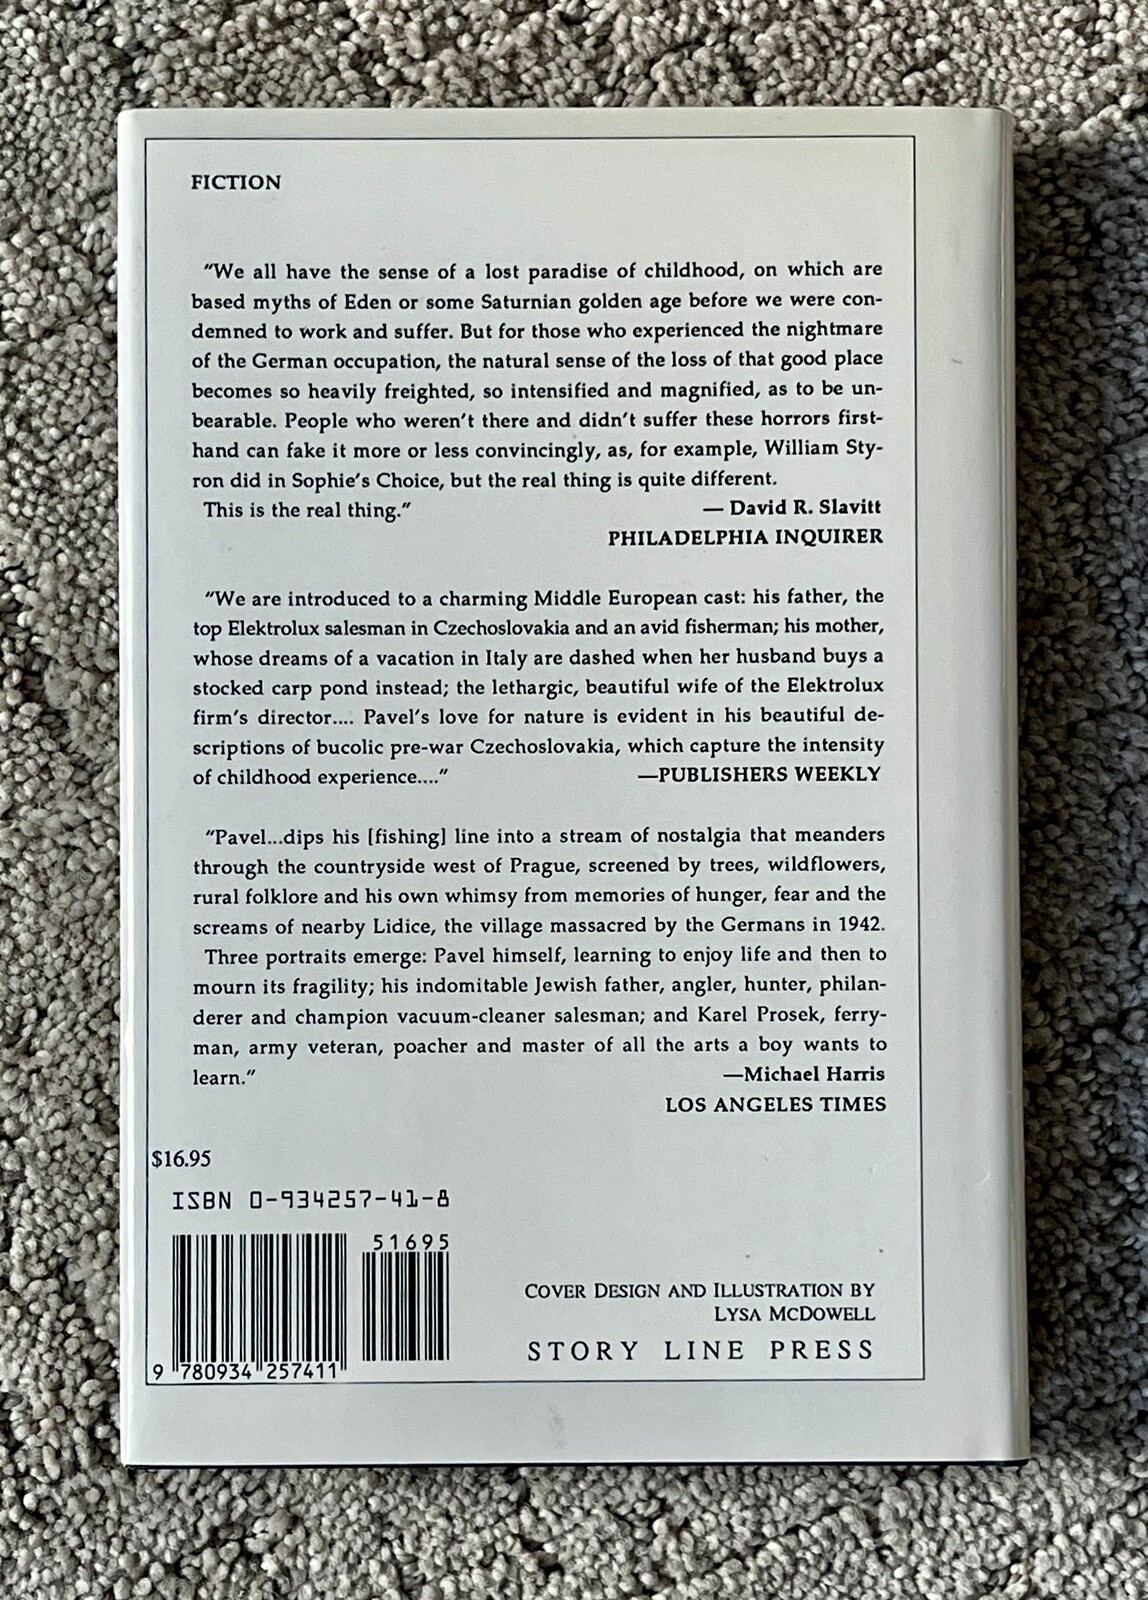 FICTION
"We all have the sense of a lost paradise of childhood, on which are
based myths of Eden or some Saturnian golden age before we were con-
demned to work and suffer. But for those who experienced the nightmare
of the German occupation, the natural sense of the loss of that good place
becomes so heavily freighted, so intensified and magnified, as to be un-
bearable. People who weren't there and didn't suffer these horrors first-
hand can fake it more or less convincingly, as, for example, William Sty-
ron did in Sophie's Choice, but the real thing is quite different.
This is the real thing." — David R. Slavitt
PHILADELPHIA INQUIRER
"We are introduced to a charming Middle European cast: his father, the
top Elektrolux salesman in Czechoslovakia and an avid fisherman; his mother,
whose dreams of a vacation in Italy are dashed when her husband buys a
stocked carp pond instead; the lethargic, beautiful wife of the Elektrolux
firm's director.... Pavel's love for nature is evident in his beautiful de-
scriptions of bucolic pre-war Czechoslovakia, which capture the intensity
of childhood experience...." —PUBLISHERS WEEKLY
"Pavel...dips his [fishing] line into a stream of nostalgia that meanders
through the countryside west of Prague, screened by trees, wildflowers,
rural folklore and his own whimsy from memories of hunger, fear and the
screams of nearby Lidice, the village massacred by the Germans in 1942.
Three portraits emerge: Pavel himself, learning to enjoy life and then to
mourn its fragility; his indomitable Jewish father, angler, hunter, philan-
derer and champion vacuum-cleaner salesman; and Karel Prosek, ferry-
man, army veteran, poacher and master of all the arts a boy wants to
learn." —Michael Harris
LOS ANGELES TIMES
$16.95
ISBN 0-934257-41-8
51695
9 780934 257411
COVER DESIGN AND ILLUSTRATION BY
LYSA MCDOWELL
STORY LINE PRESS